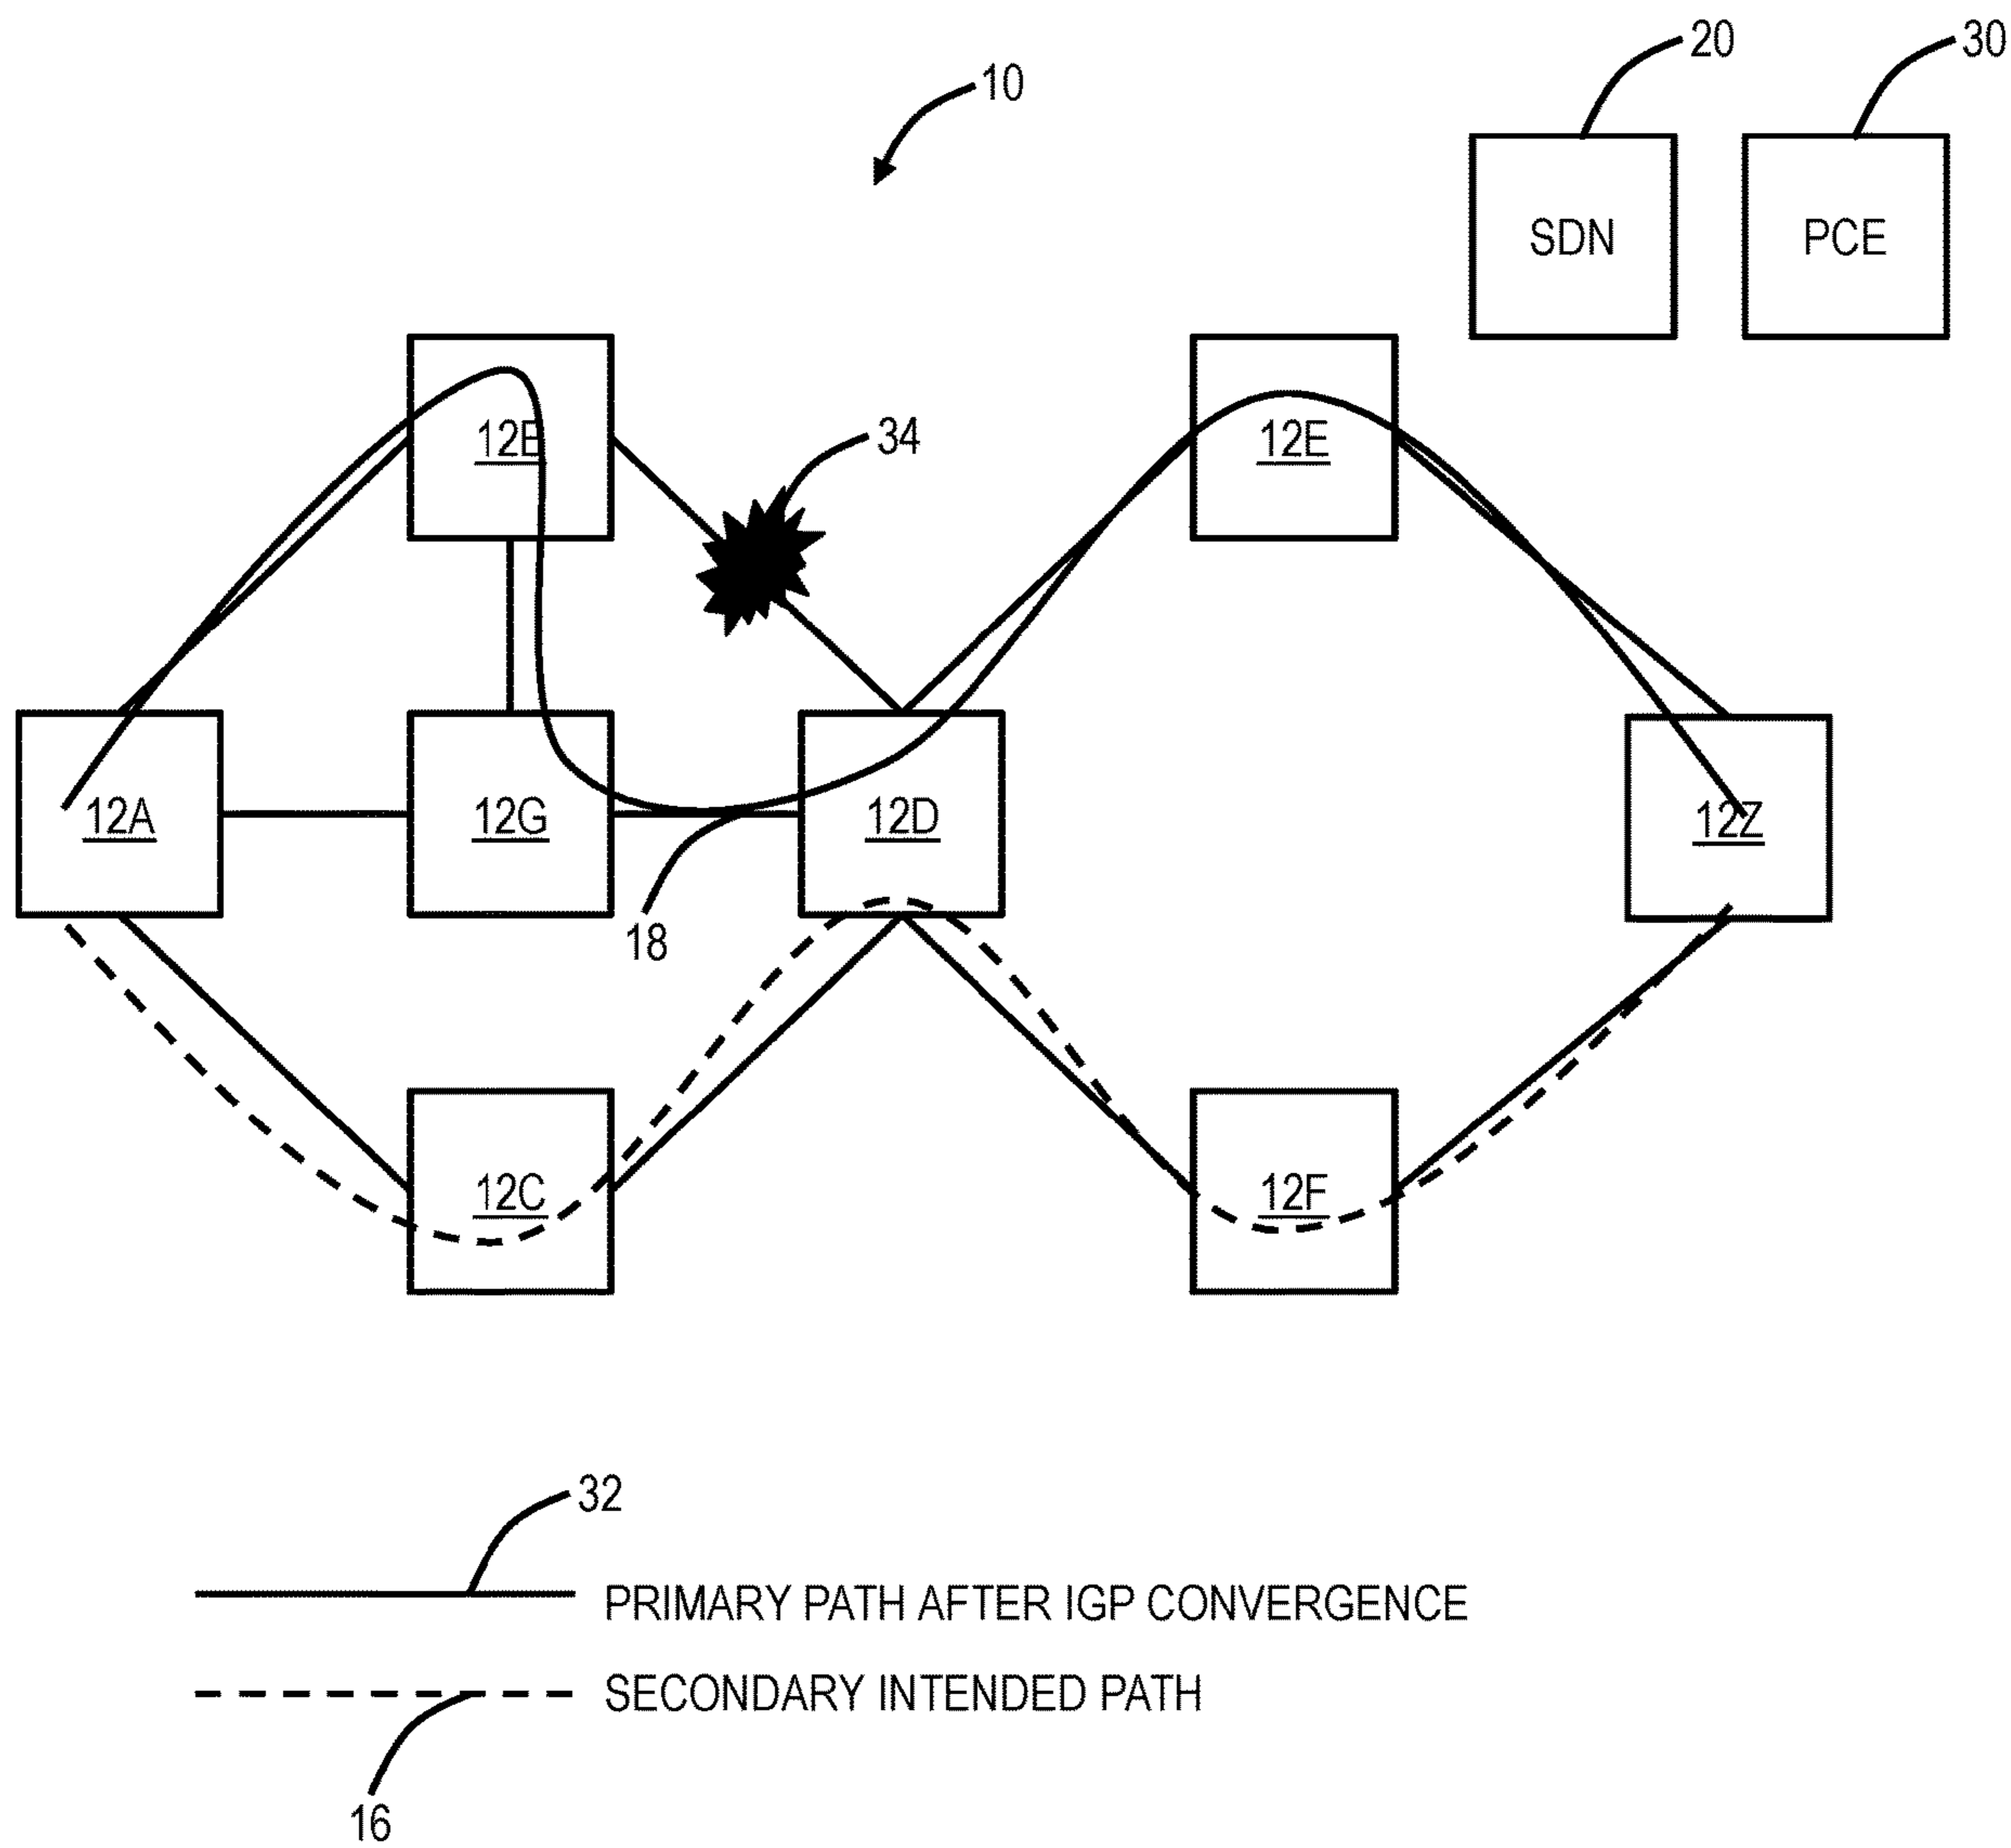 20
30
10
SDN
PCE
34
12B
12E
12A
12G
12D
12Z
18
12C
12F
32
PRIMARY PATH AFTER IGP CONVERGENCE
SECONDARY INTENDED PATH
16